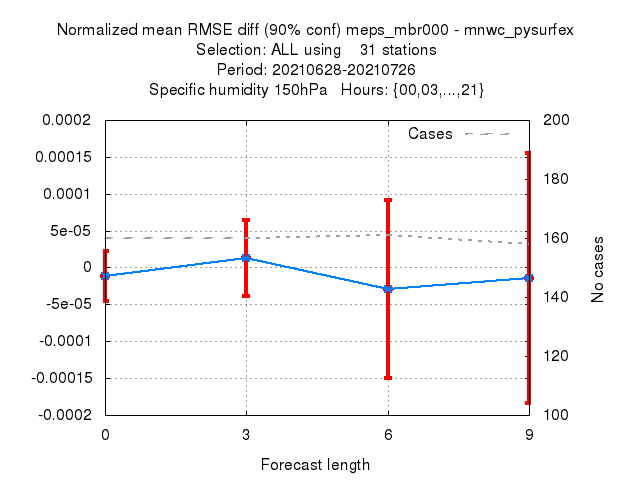 Normalized mean RMSE diff (90% conf) meps_mbr000 - mnwc_pysurfex
Selection: ALL using    31 stations
Period: 20210628-20210726
Specific humidity 150hPa   Hours: {00,03,...,21}
Cases
0.0002
0.00015
0.0001
5e-05
0
-5e-05
-0.0001
-0.00015
-0.0002
200
180
160
140
120
100
No cases
0 3 6 9
Forecast length